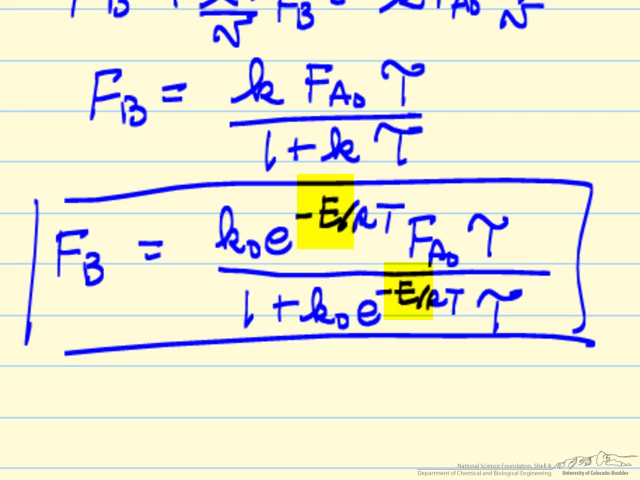 F_B = k F_A0 τ / 1 + k τ
F_B = k_0 e^(-E/RT) F_A0 τ / 1 + k_0 e^(-E/RT) τ
National Science Foundation, Shell &
Department of Chemical and Biological Engineering
University of Colorado-Boulder